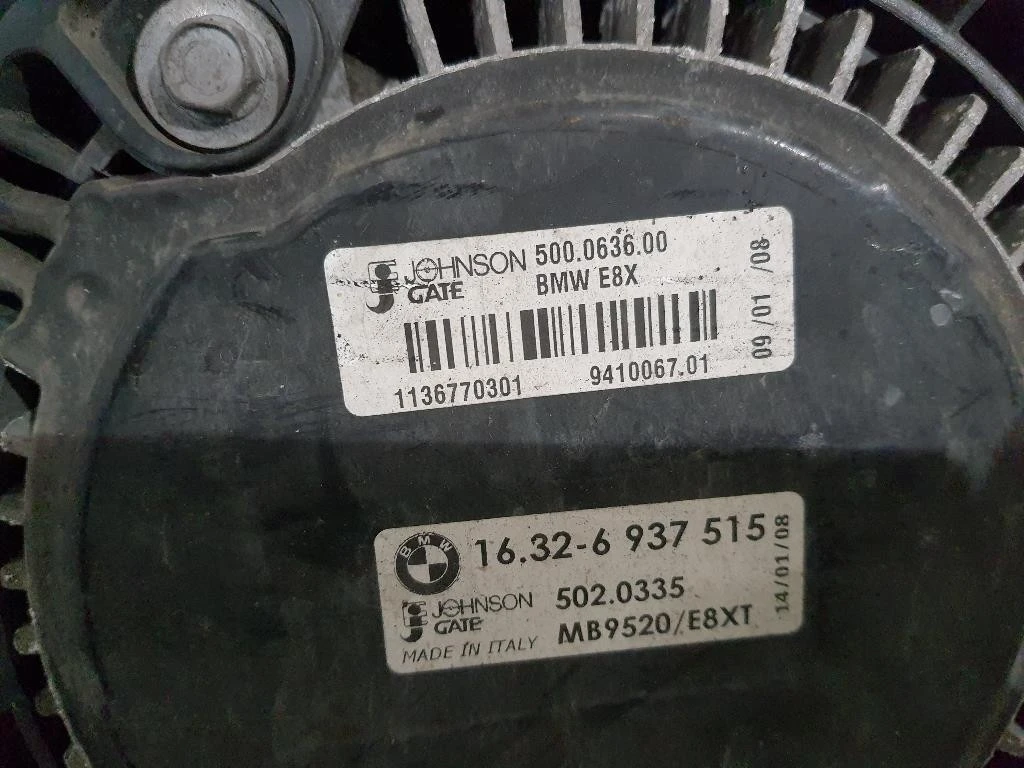 JOHNSON 500.0636.00
GATE BMW E8X
1136770301 9410067.01
09/01 /08
BMW
16.32-6 937 515
JOHNSON 502.0335
GATE
MADE IN ITALY MB9520/E8XT
14/01/08